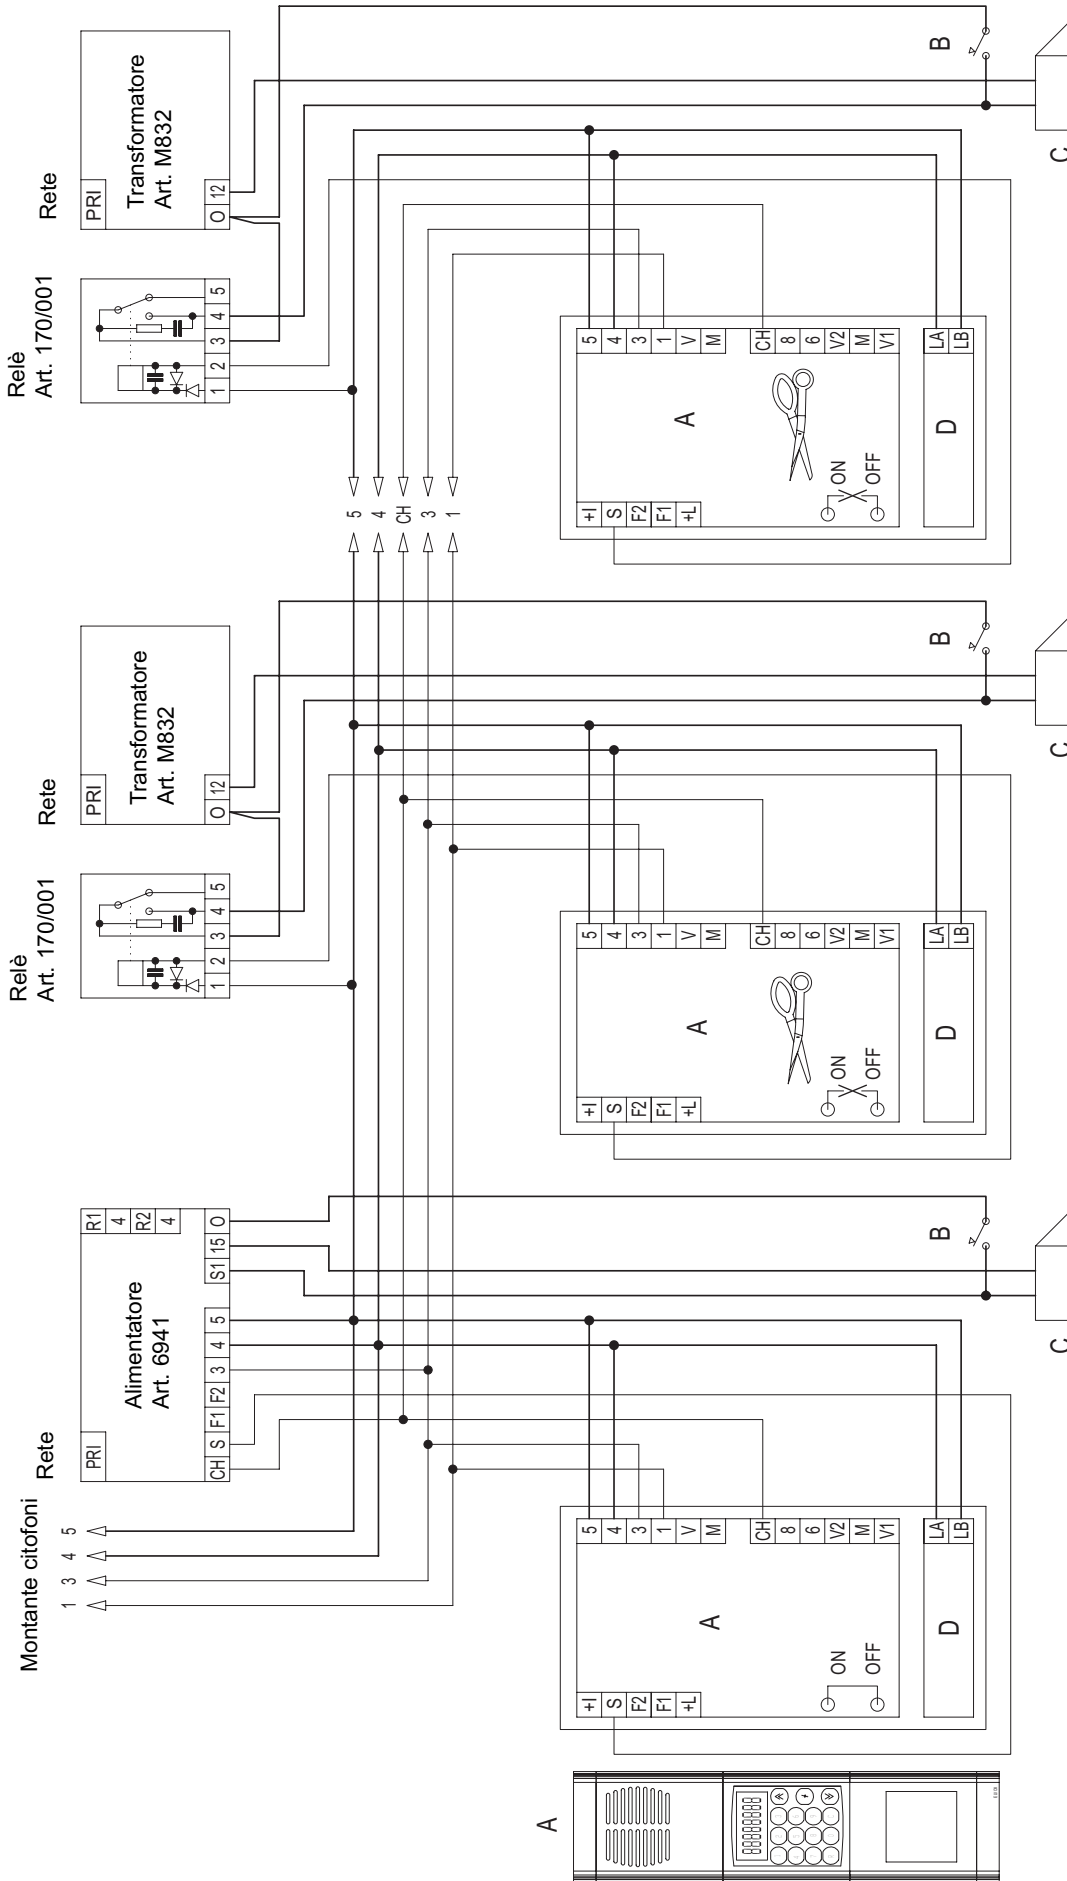 Montante citofoni
1 3 4 5
Rete
PRI
Alimentatore
Art. 6941
R1 4 R2 4
CH S F1 F2 3 4 5 S1 15 O
Relè
Art. 170/001
1 2 3 4 5
Rete
PRI
Transformatore
Art. M832
O 12
Relè
Art. 170/001
1 2 3 4 5
Rete
PRI
Transformatore
Art. M832
O 12
5
4
CH
3
1
A
+I
S
F2
F1
+L
A
ON
OFF
5
4
3
1
V
M
CH
8
6
V2
M
V1
D
LA
LB
B
C
+I
S
F2
F1
+L
A
ON
OFF
5
4
3
1
V
M
CH
8
6
V2
M
V1
D
LA
LB
B
C
+I
S
F2
F1
+L
A
ON
OFF
5
4
3
1
V
M
CH
8
6
V2
M
V1
D
LA
LB
B
C